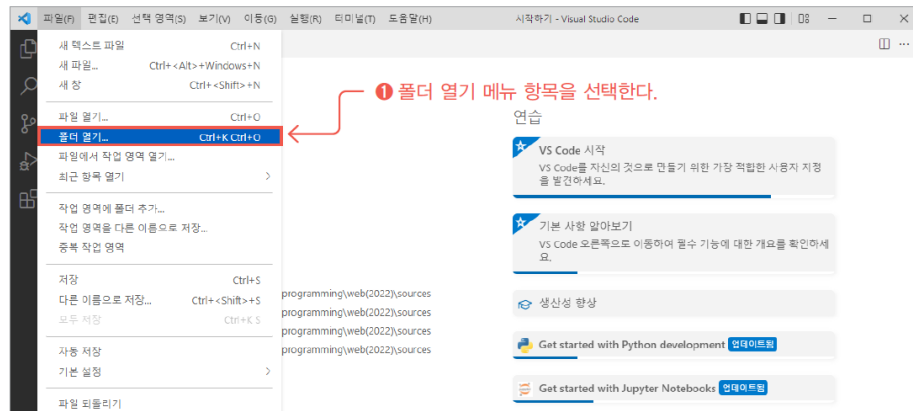 파일(F) 편집(E) 선택 영역(S) 보기(V) 이동(G) 실행(R) 터미널(T) 도움말(H) 시작하기 - Visual Studio Code
새 텍스트 파일 Ctrl+N
새 파일... Ctrl+<Alt>+Windows+N
새 창 Ctrl+<Shift>+N
파일 열기... Ctrl+O
폴더 열기... Ctrl+K Ctrl+O
파일에서 작업 영역 열기...
최근 항목 열기
작업 영역에 폴더 추가...
작업 영역을 다른 이름으로 저장...
중복 작업 영역
저장 Ctrl+S
다른 이름으로 저장... Ctrl+<Shift>+S
모두 저장 Ctrl+K S
자동 저장
기본 설정
파일 되돌리기
❶ 폴더 열기 메뉴 항목을 선택한다.
programming\web(2022)\sources
programming\web(2022)\sources
programming\web(2022)\sources
programming\web(2022)\sources
연습
VS Code 시작
VS Code를 자신의 것으로 만들기 위한 가장 적합한 사용자 지정
을 발견하세요.
기본 사항 알아보기
VS Code 오른쪽으로 이동하여 필수 기능에 대한 개요를 확인하세
요.
생산성 향상
Get started with Python development 업데이트됨
Get started with Jupyter Notebooks 업데이트됨